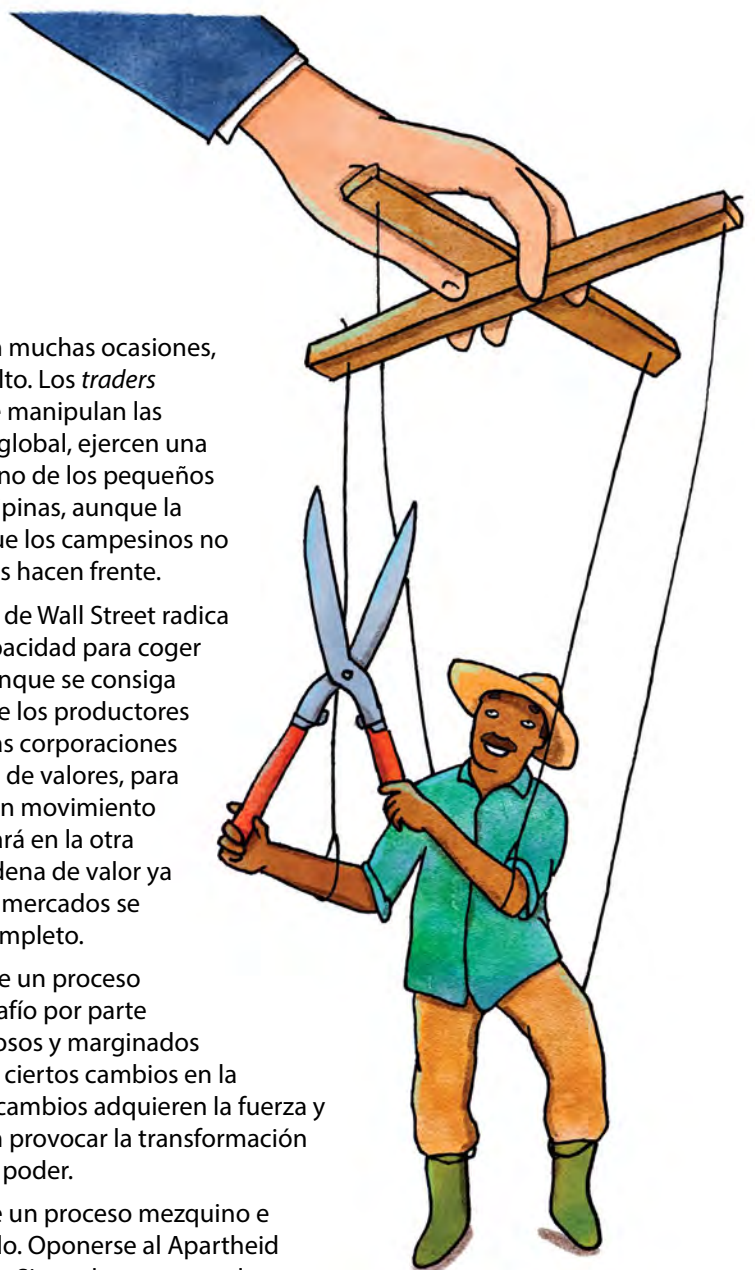 muchas ocasiones,
lto. Los traders
manipulan las
global, ejercen una
no de los pequeños
pinas, aunque la
ue los campesinos no
s hacen frente.
de Wall Street radica
pacidad para coger
nque se consiga
e los productores
as corporaciones
de valores, para
n movimiento
ará en la otra
dena de valor ya
mercados se
mpleto.
e un proceso
afío por parte
osos y marginados
ciertos cambios en la
cambios adquieren la fuerza y
provocar la transformación
poder.
e un proceso mezquino e
do. Oponerse al Apartheid